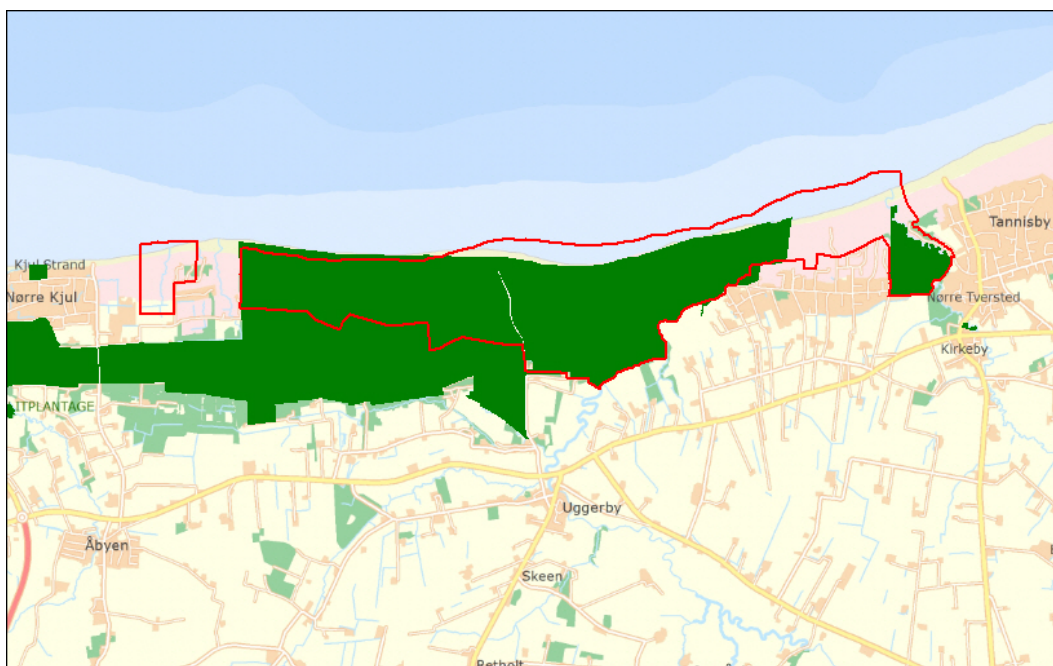 Tannisby
Kjul Strand
Nørre Kjul
Nørre Tversted
Kirkeby
ITPLANTAGE
Uggerby
Åbyen
Skeen